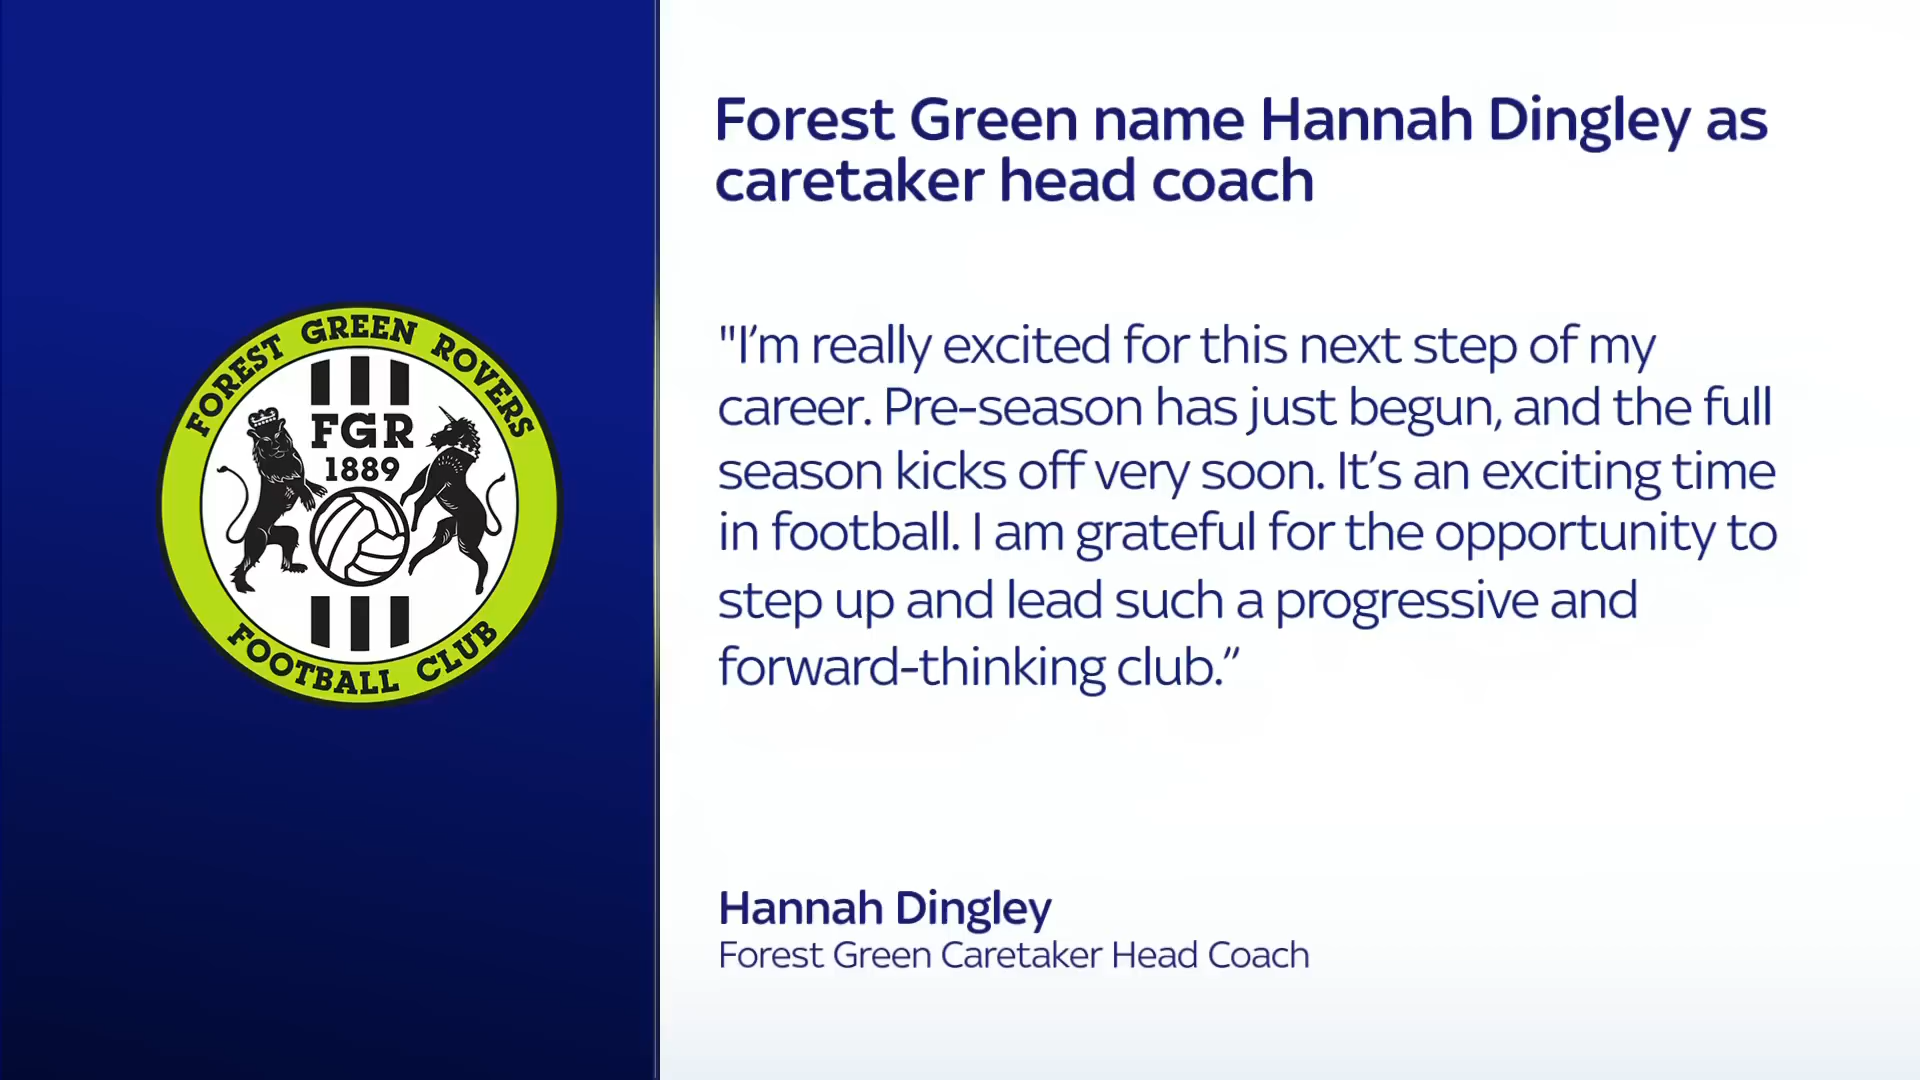 FOREST GREEN ROVERS
FGR
1889
FOOTBALL CLUB
Forest Green name Hannah Dingley as
caretaker head coach
"I’m really excited for this next step of my
career. Pre-season has just begun, and the full
season kicks off very soon. It’s an exciting time
in football. I am grateful for the opportunity to
step up and lead such a progressive and
forward-thinking club.”
Hannah Dingley
Forest Green Caretaker Head Coach